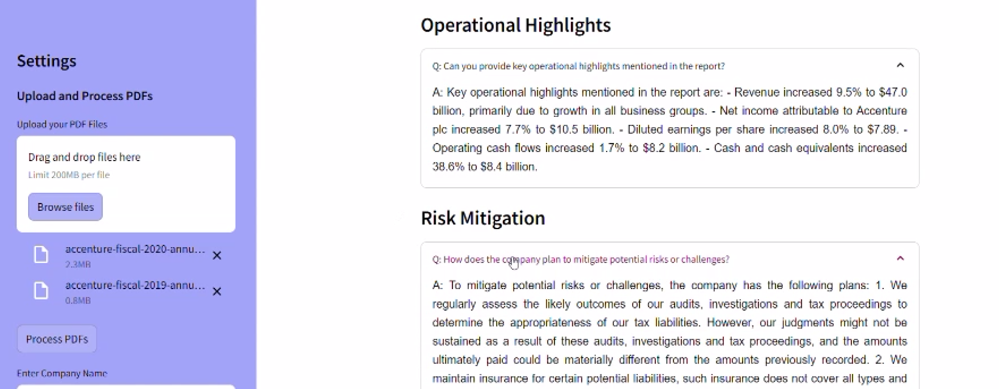 Settings
Upload and Process PDFs
Upload your PDF Files
Drag and drop files here
Limit 200MB per file
Browse files
accenture-fiscal-2020-annu...
2.3MB
accenture-fiscal-2019-annu...
0.8MB
Process PDFs
Enter Company Name
Operational Highlights
Q: Can you provide key operational highlights mentioned in the report?
A: Key operational highlights mentioned in the report are: - Revenue increased 9.5% to $47.0
billion, primarily due to growth in all business groups. - Net income attributable to Accenture
plc increased 7.7% to $10.5 billion. - Diluted earnings per share increased 8.0% to $7.89. -
Operating cash flows increased 1.7% to $8.2 billion. - Cash and cash equivalents increased
38.6% to $8.4 billion.
Risk Mitigation
Q: How does the company plan to mitigate potential risks or challenges?
A: To mitigate potential risks or challenges, the company has the following plans: 1. We
regularly assess the likely outcomes of our audits, investigations and tax proceedings to
determine the appropriateness of our tax liabilities. However, our judgments might not be
sustained as a result of these audits, investigations and tax proceedings, and the amounts
ultimately paid could be materially different from the amounts previously recorded. 2. We
maintain insurance for certain potential liabilities, such insurance does not cover all types and